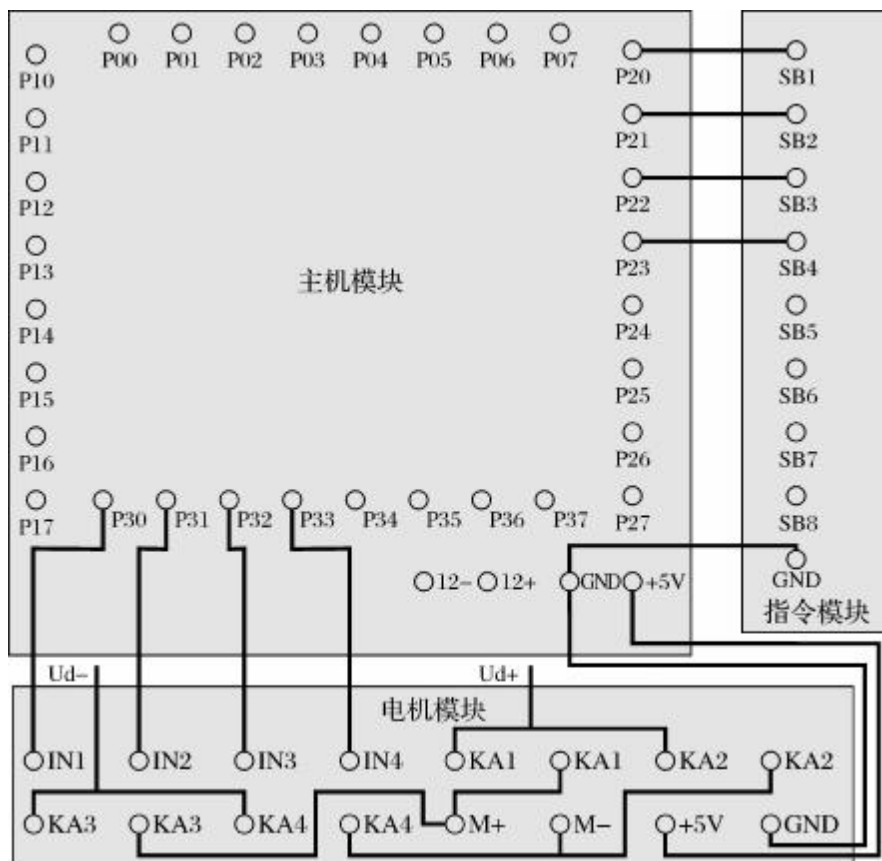 P00 P01 P02 P03 P04 P05 P06 P07
P10 P20 SB1
P11 P21 SB2
P12 P22 SB3
P13 P23 SB4
主机模块
P14 P24 SB5
P15 P25 SB6
P16 P26 SB7
P17 P30 P31 P32 P33 P34 P35 P36 P37 P27 SB8
12- 12+ GND +5V GND
指令模块
Ud- Ud+
电机模块
IN1 IN2 IN3 IN4 KA1 KA1 KA2 KA2
KA3 KA3 KA4 KA4 M+ M- +5V GND